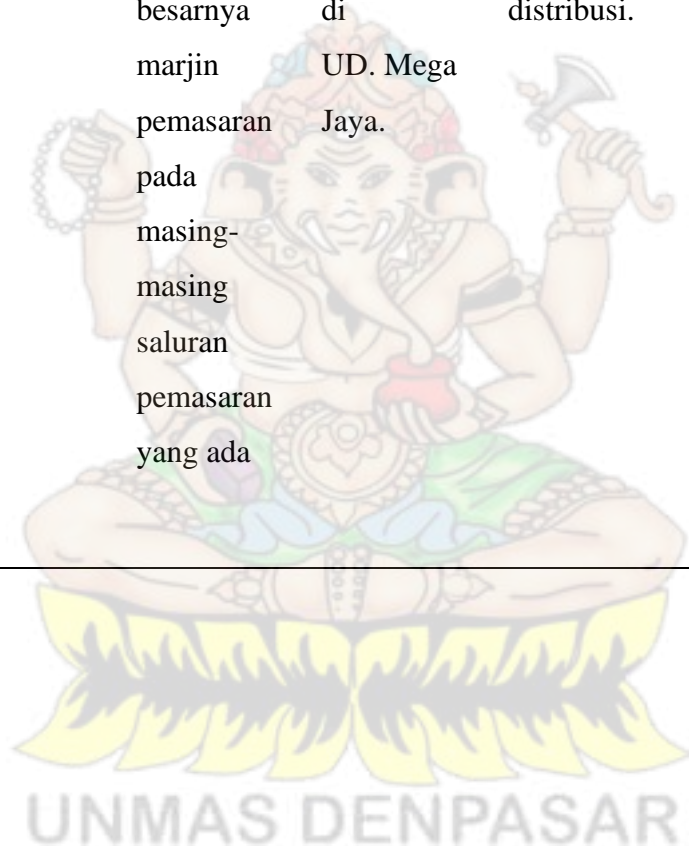 besarnya di distribusi.
marjin UD. Mega
pemasaran Jaya.
pada
masing-
masing
saluran
pemasaran
yang ada
UNMAS DENPASAR